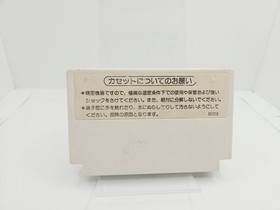 カセットについてのお願い
●精密機器ですので、極端な温度条件下での使用や保管および強い
ショックをさけてください。また、絶対に分解しないでください。
●端子部に手を触れたり、水にぬらしたりして汚さないようにして
ください。故障の原因となります。